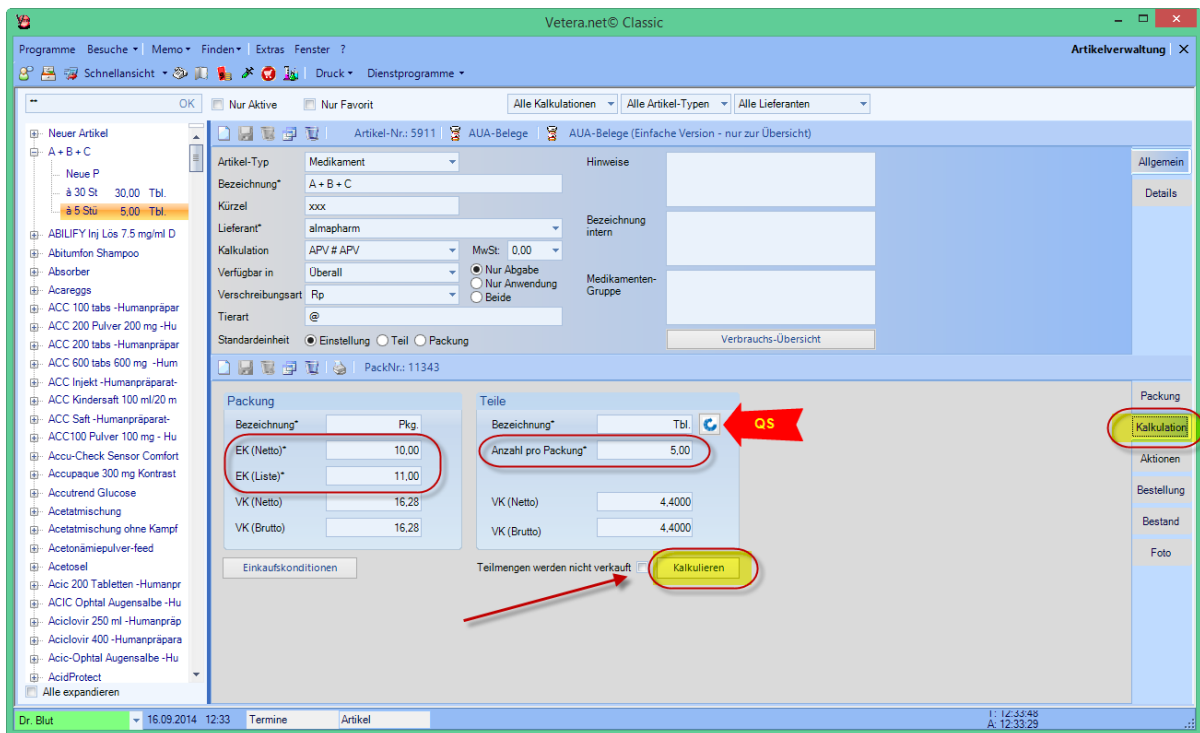 Vetera.net© Classic
Programme Besuche Memo Finden Extras Fenster ?
Artikelverwaltung X
Schnellansicht Druck Dienstprogramme
** OK
Nur Aktive Nur Favorit Alle Kalkulationen Alle Artikel-Typen Alle Lieferanten
Neuer Artikel
A + B + C
Neue P
à 30 St 30,00 Tbl.
à 5 Stü 5,00 Tbl.
ABILIFY Inj Lös 7.5 mg/ml D
Abitumfon Shampoo
Absorber
Acareggs
ACC 100 tabs -Humanpräpar
ACC 200 Pulver 200 mg -Hu
ACC 200 tabs -Humanpräpar
ACC 600 tabs 600 mg -Hum
ACC Injekt -Humanpräparat-
ACC Kindersaft 100 ml/20 m
ACC Saft -Humanpräparat-
ACC100 Pulver 100 mg - Hu
Accu-Check Sensor Comfort
Accupaque 300 mg Kontrast
Accutrend Glucose
Acetatmischung
Acetatmischung ohne Kampf
Acetonämiepulver-feed
Acetosel
Acic 200 Tabletten -Humanpr
ACIC Ophtal Augensalbe -Hu
Aciclovir 250 ml -Humanpräp
Aciclovir 400 -Humanpräpara
Acic-Ophtal Augensalbe -Hu
AcidProtect
Alle expandieren
Artikel-Nr.: 5911 AUA-Belege AUA-Belege (Einfache Version - nur zur Übersicht)
Artikel-Typ Medikament
Bezeichnung* A + B + C
Kürzel xxx
Lieferant* almapharm
Kalkulation APV # APV MwSt: 0,00
Verfügbar in Überall
Nur Abgabe
Nur Anwendung
Beide
Verschreibungsart Rp
Tierart @
Standardeinheit Einstellung Teil Packung
Hinweise
Bezeichnung
intern
Medikamenten-
Gruppe
Verbrauchs-Übersicht
Allgemein
Details
PackNr.: 11343
Packung
Bezeichnung* Pkg.
EK (Netto)* 10,00
EK (Liste)* 11,00
VK (Netto) 16,28
VK (Brutto) 16,28
Einkaufskonditionen
Teile
Bezeichnung* Tbl.
QS
Anzahl pro Packung* 5,00
VK (Netto) 4,4000
VK (Brutto) 4,4000
Teilmengen werden nicht verkauft Kalkulieren
Packung
Kalkulation
Aktionen
Bestellung
Bestand
Foto
Dr. Blut 16.09.2014 12:33 Termine Artikel
T: 12:33:48
A: 12:33:29